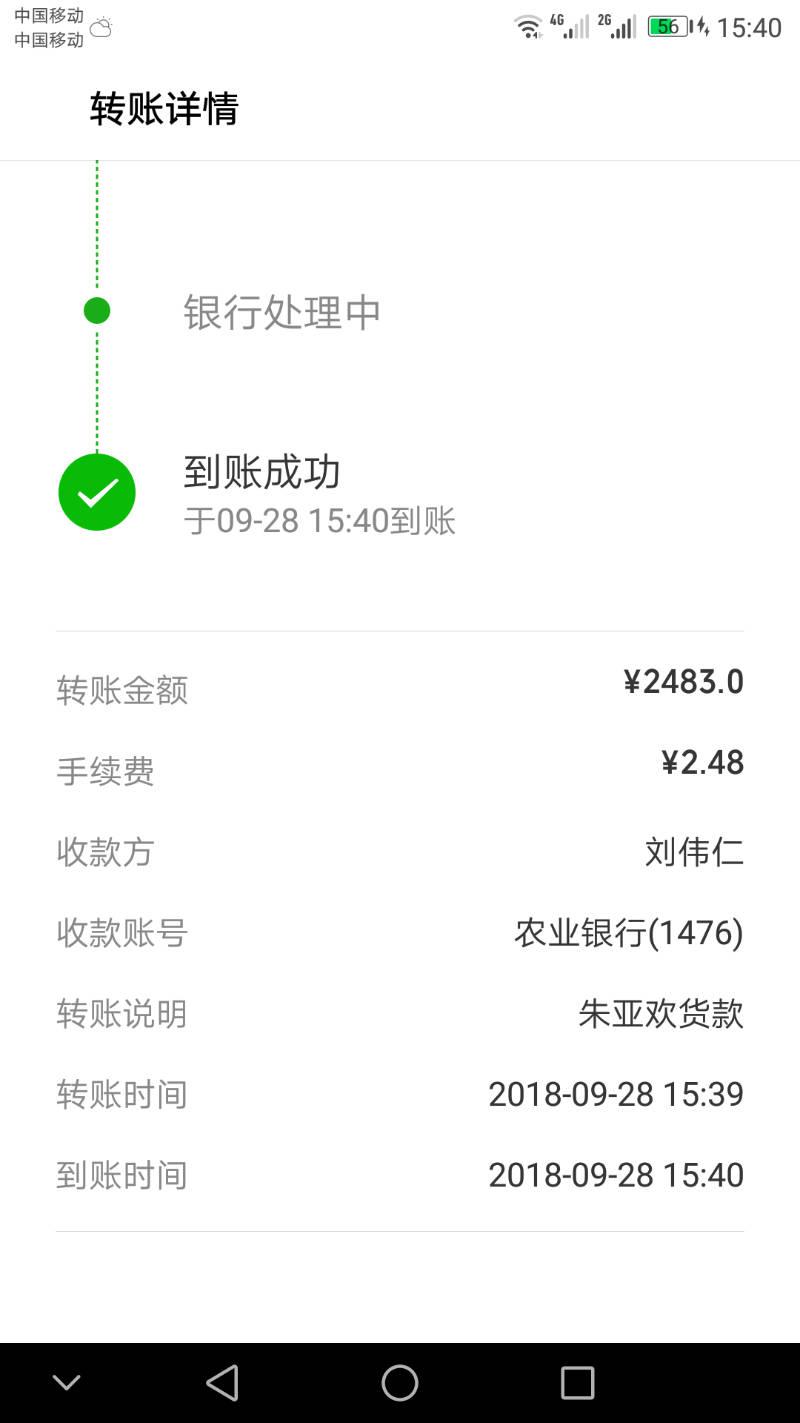 中国移动
中国移动
4G 2G 56 15:40
转账详情
银行处理中
到账成功
于09-28 15:40到账
转账金额 ¥2483.0
手续费 ¥2.48
收款方 刘伟仁
收款账号 农业银行(1476)
转账说明 朱亚欢货款
转账时间 2018-09-28 15:39
到账时间 2018-09-28 15:40